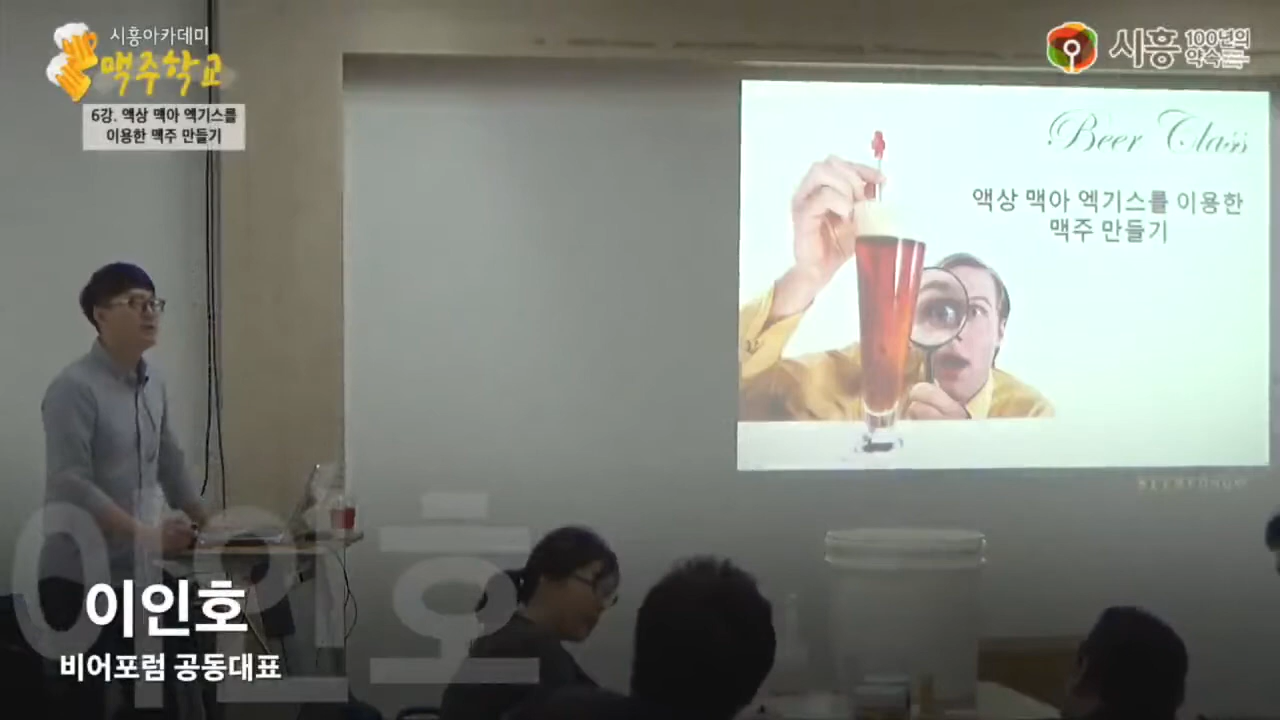 시흥아카데미
맥주학교
6강. 액상 맥아 엑기스를
이용한 맥주 만들기
시흥 100년의
약속
Beer Class
액상 맥아 엑기스를 이용한
맥주 만들기
이인호
이인호
비어포럼 공동대표